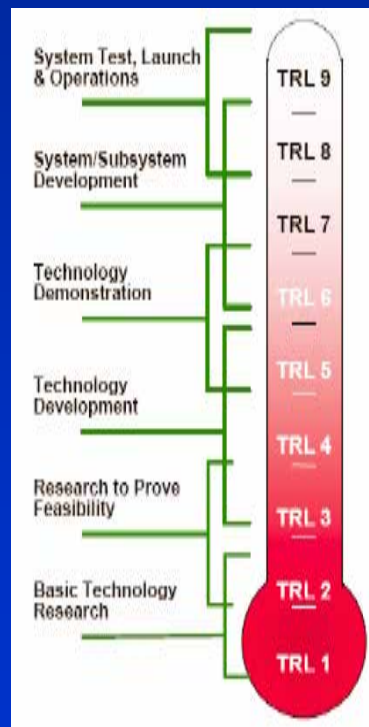 System Test, Launch
& Operations
System/Subsystem
Development
Technology
Demonstration
Technology
Development
Research to Prove
Feasibility
Basic Technology
Research
TRL 9
TRL 8
TRL 7
TRL 6
TRL 5
TRL 4
TRL 3
TRL 2
TRL 1